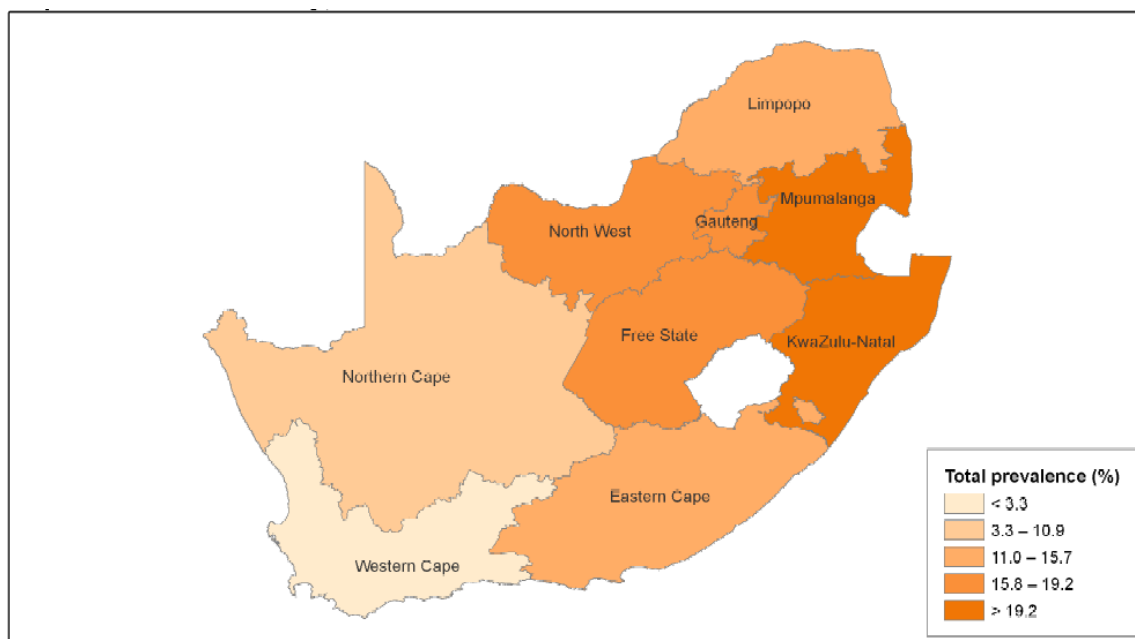 Limpopo
Mpumalanga
Gauteng
North West
Free State
KwaZulu-Natal
Northern Cape
Eastern Cape
Western Cape
Total prevalence (%)
< 3.3
3.3 – 10.9
11.0 – 15.7
15.8 – 19.2
> 19.2